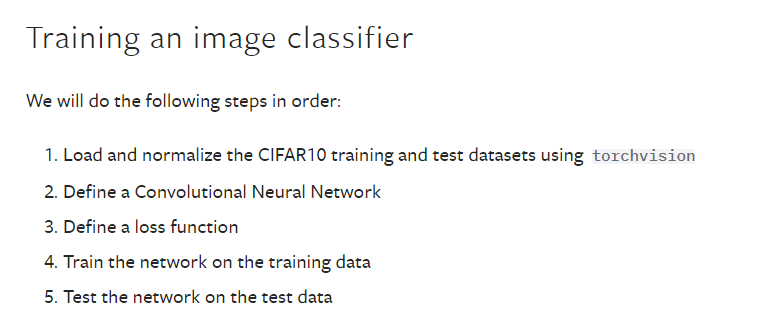 Training an image classifier
We will do the following steps in order:
1. Load and normalize the CIFAR10 training and test datasets using torchvision
2. Define a Convolutional Neural Network
3. Define a loss function
4. Train the network on the training data
5. Test the network on the test data